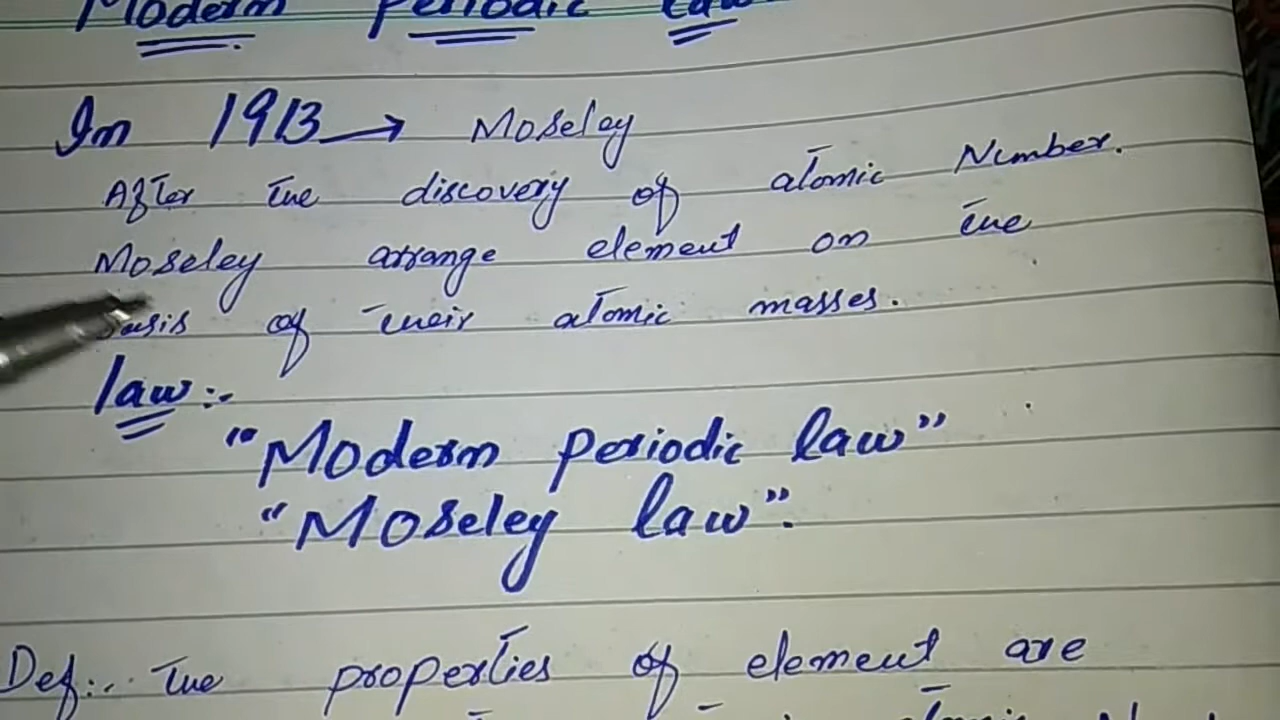 Modern Periodic law
In 1913 → Moseley
After the discovery of atomic Number.
Moseley arrange element on the
basis of their atomic masses.
law:-
"Modern periodic law"
"Moseley law".
Def:. The properties of element are
atomic